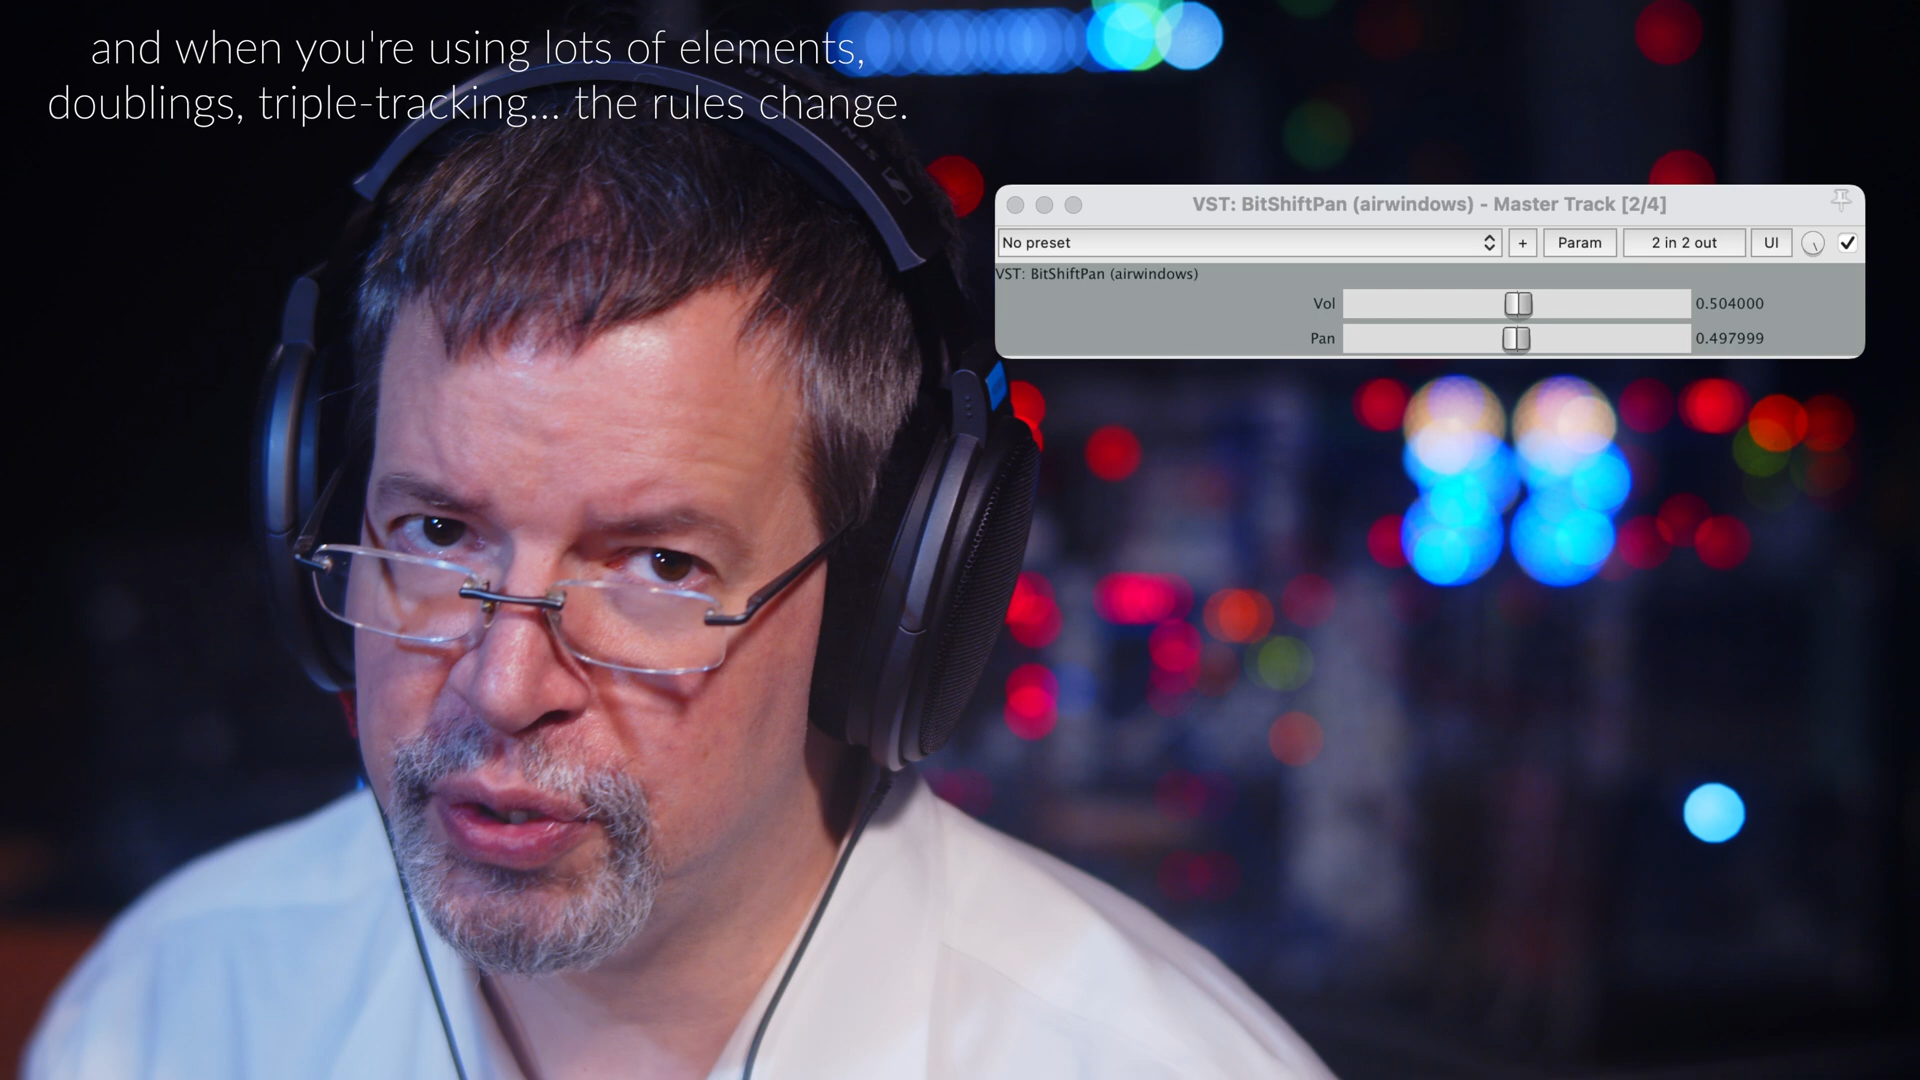 and when you're using lots of elements,
doublings, triple-tracking... the rules change.
VST: BitShiftPan (airwindows) - Master Track [2/4]
No preset + Param 2 in 2 out UI
VST: BitShiftPan (airwindows)
Vol 0.504000
Pan 0.497999